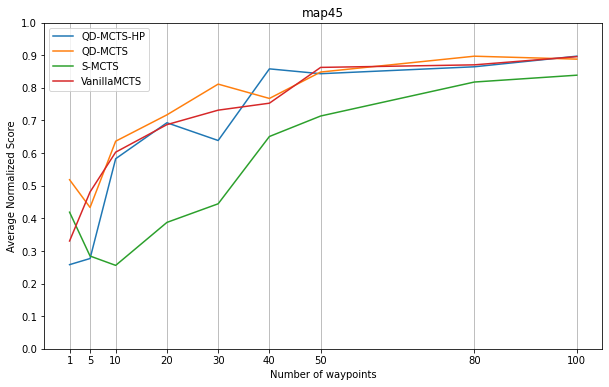 map45
QD-MCTS-HP
QD-MCTS
S-MCTS
VanillaMCTS
1.0
0.9
0.8
0.7
0.6
0.5
0.4
0.3
0.2
0.1
0.0
Average Normalized Score
1 5 10 20 30 40 50 80 100
Number of waypoints